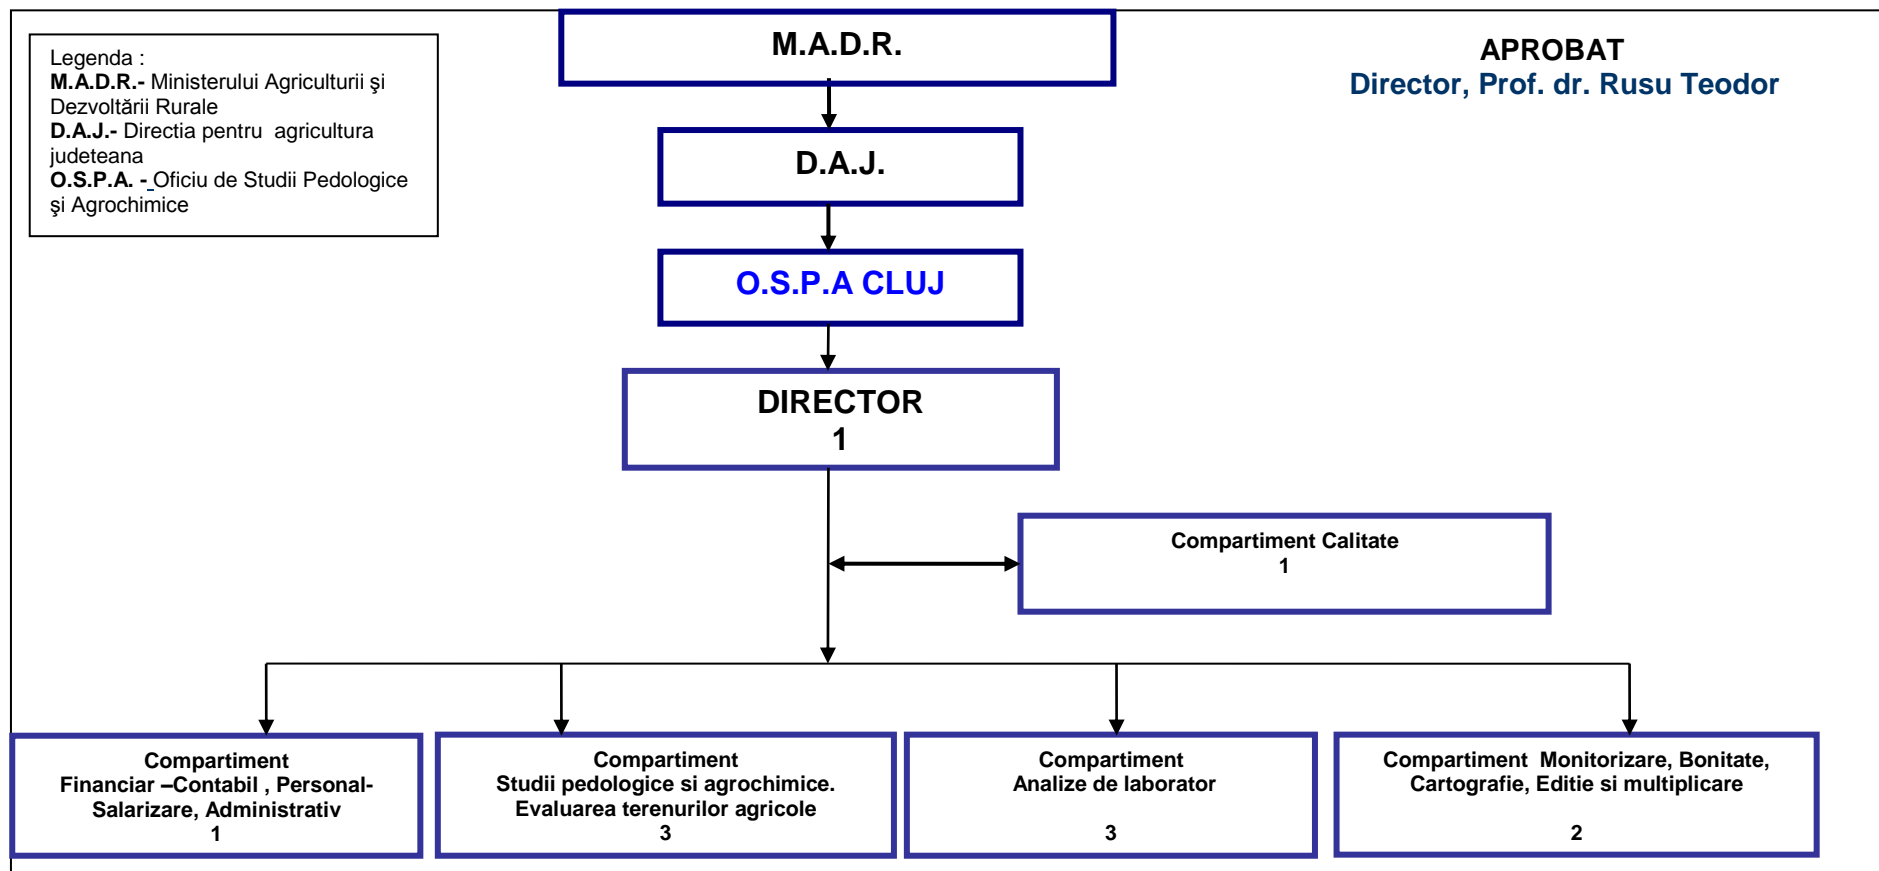 Legenda :
M.A.D.R.- Ministerului Agriculturii şi
Dezvoltării Rurale
D.A.J.- Directia pentru agricultura
judeteana
O.S.P.A. - Oficiu de Studii Pedologice
şi Agrochimice
M.A.D.R.
APROBAT
Director, Prof. dr. Rusu Teodor
D.A.J.
O.S.P.A CLUJ
DIRECTOR
1
Compartiment Calitate
1
Compartiment
Financiar –Contabil , Personal-
Salarizare, Administrativ
1
Compartiment
Studii pedologice si agrochimice.
Evaluarea terenurilor agricole
3
Compartiment
Analize de laborator
3
Compartiment Monitorizare, Bonitate,
Cartografie, Editie si multiplicare
2